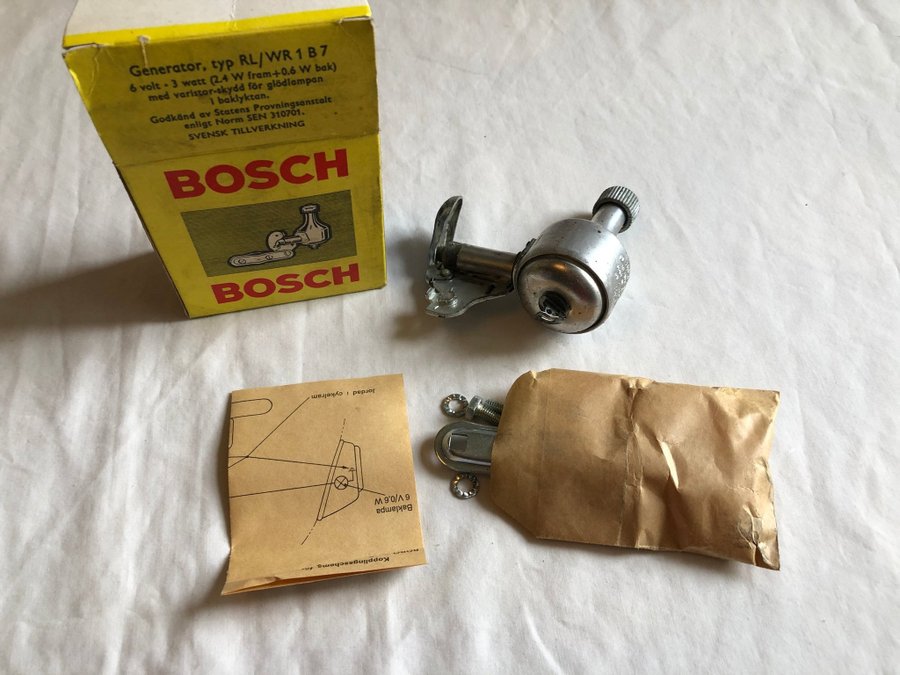 Generator, typ RL/WR 1 B 7
6 volt · 3 watt (2.4 W fram+0.6 W bak)
med varistor-skydd för glödlampan
1 baklyktan.
Godkänd av Statens Provningsanstalt
enligt Norm SEN 310701.
SVENSK TILLVERKNING
BOSCH
BOSCH
Kopplingsschema
Baklampa
6 V/0,6 W
Jordad i cykelram